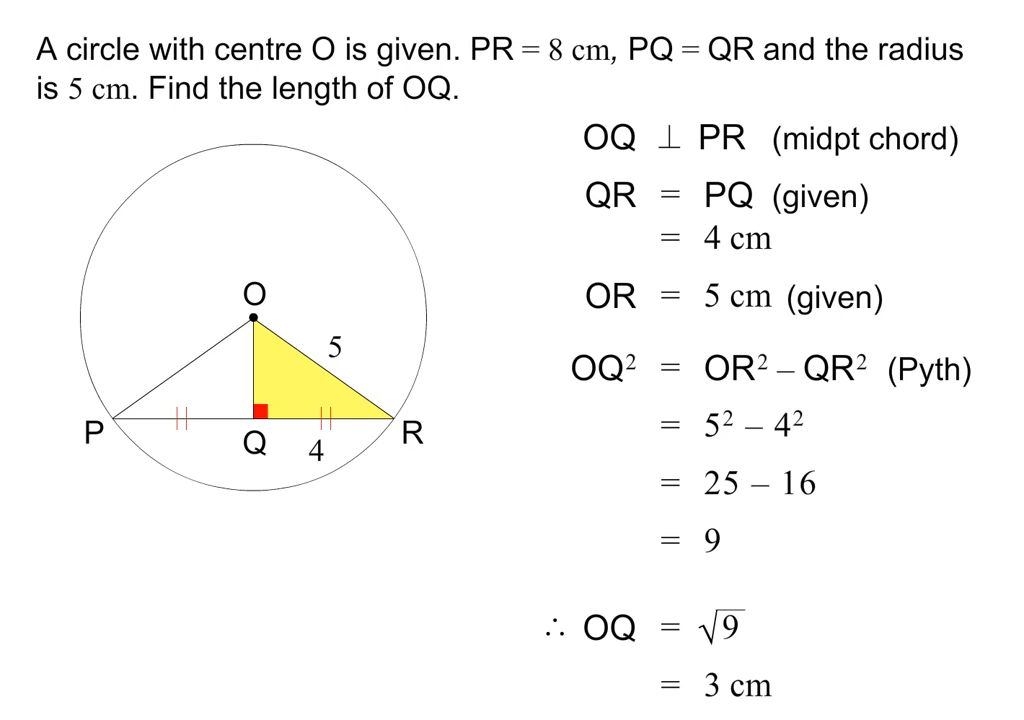 A circle with centre O is given. PR = 8 cm, PQ = QR and the radius
is 5 cm. Find the length of OQ.
OQ ⊥ PR (midpt chord)
QR = PQ (given)
= 4 cm
OR = 5 cm (given)
OQ² = OR² – QR² (Pyth)
= 5² – 4²
= 25 – 16
= 9
∴ OQ = √9
= 3 cm
O
5
P
Q
4
R